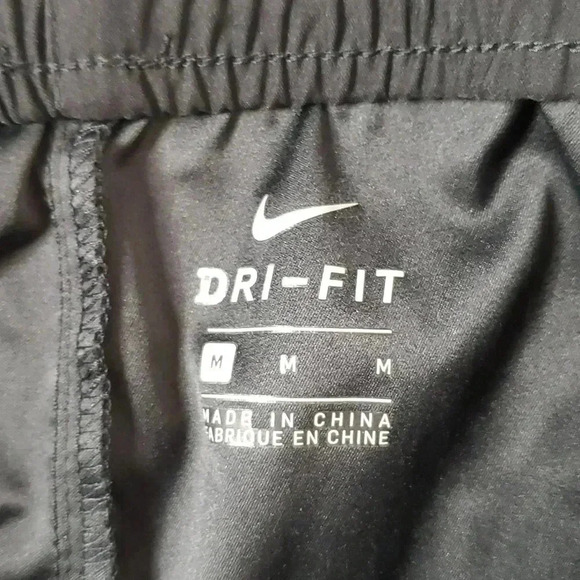 DRI-FIT
M M M
MADE IN CHINA
FABRIQUE EN CHINE